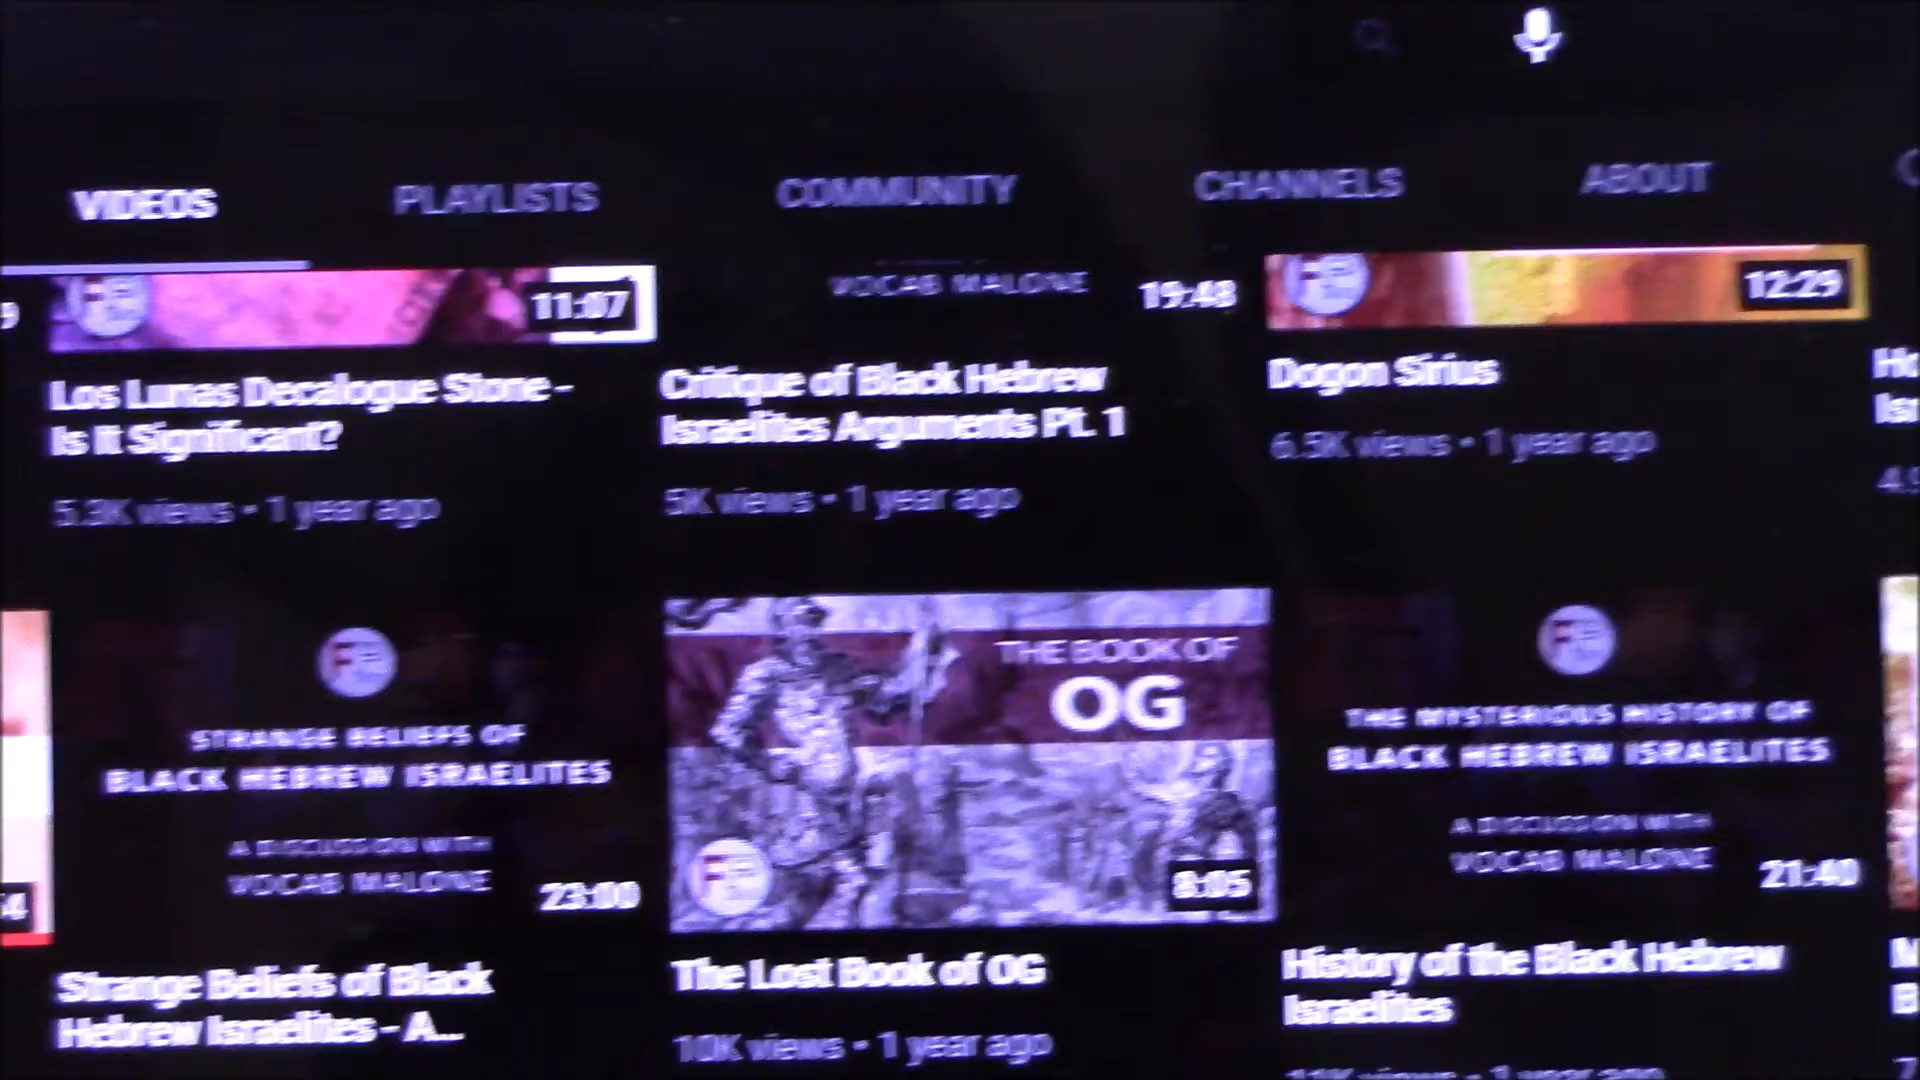 VIDEOS
PLAYLISTS
COMMUNITY
CHANNELS
ABOUT
11:07
VOCAB MALONE
19:48
12:29
Los Lunas Decalogue Stone -
Is It Significant?
5.3K views • 1 year ago
Critique of Black Hebrew
Israelites Arguments Pt. 1
5K views • 1 year ago
Dogon Sirius
6.5K views • 1 year ago
STRANGE BELIEFS OF
BLACK HEBREW ISRAELITES
A DISCUSSION WITH
VOCAB MALONE
23:00
THE BOOK OF
OG
8:05
THE MYSTERIOUS HISTORY OF
BLACK HEBREW ISRAELITES
A DISCUSSION WITH
VOCAB MALONE
21:40
Strange Beliefs of Black
Hebrew Israelites - A...
The Lost Book of OG
10K views • 1 year ago
History of the Black Hebrew
Israelites
11K views • 1 year ago